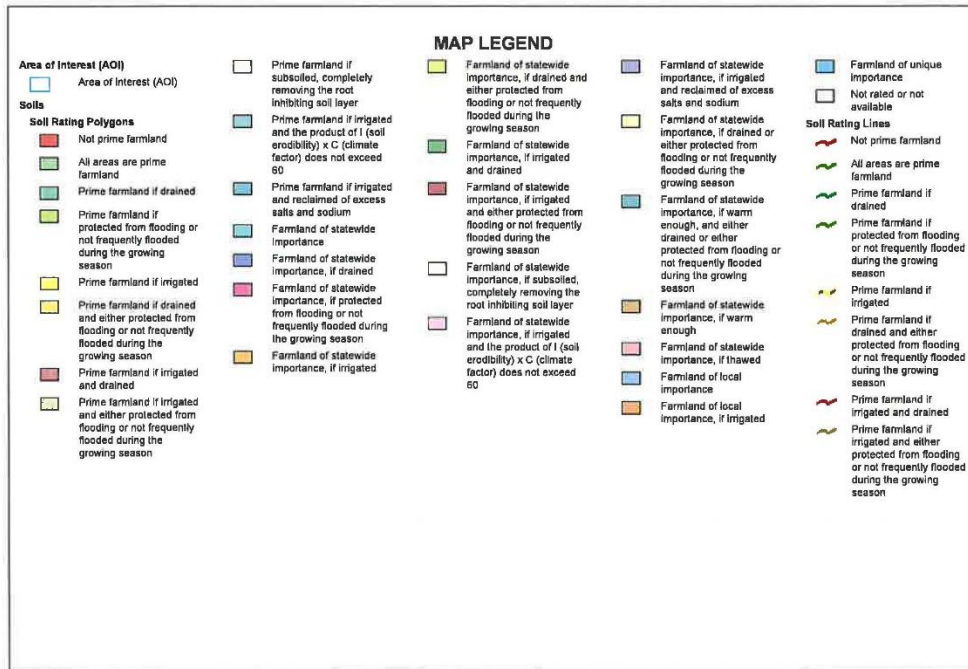 MAP LEGEND
Area of Interest (AOI)
Area of Interest (AOI)
Soils
Soil Rating Polygons
Not prime farmland
All areas are prime
farmland
Prime farmland if drained
Prime farmland if
protected from flooding or
not frequently flooded
during the growing
season
Prime farmland if irrigated
Prime farmland if drained
and either protected from
flooding or not frequently
flooded during the
growing season
Prime farmland if irrigated
and drained
Prime farmland if irrigated
and either protected from
flooding or not frequently
flooded during the
growing season
Prime farmland if
subsoiled, completely
removing the root
inhibiting soil layer
Prime farmland if irrigated
and the product of I (soil
erodibility) x C (climate
factor) does not exceed
60
Prime farmland if irrigated
and reclaimed of excess
salts and sodium
Farmland of statewide
importance
Farmland of statewide
importance, if drained
Farmland of statewide
importance, if protected
from flooding or not
frequently flooded during
the growing season
Farmland of statewide
importance, if irrigated
Farmland of statewide
importance, if drained and
either protected from
flooding or not frequently
flooded during the
growing season
Farmland of statewide
importance, if irrigated
and drained
Farmland of statewide
importance, if irrigated
and either protected from
flooding or not frequently
flooded during the
growing season
Farmland of statewide
importance, if subsoiled,
completely removing the
root inhibiting soil layer
Farmland of statewide
importance, if irrigated
and the product of I (soil
erodibility) x C (climate
factor) does not exceed
60
Farmland of statewide
importance, if irrigated
and reclaimed of excess
salts and sodium
Farmland of statewide
importance, if drained or
either protected from
flooding or not frequently
flooded during the
growing season
Farmland of statewide
importance, if warm
enough, and either
drained or either
protected from flooding or
not frequently flooded
during the growing
season
Farmland of statewide
importance, if warm
enough
Farmland of statewide
importance, if thawed
Farmland of local
importance
Farmland of local
importance, if irrigated
Farmland of unique
importance
Not rated or not
available
Soil Rating Lines
Not prime farmland
All areas are prime
farmland
Prime farmland if
drained
Prime farmland if
protected from flooding
or not frequently flooded
during the growing
season
Prime farmland if
irrigated
Prime farmland if
drained and either
protected from flooding
or not frequently flooded
during the growing
season
Prime farmland if
irrigated and drained
Prime farmland if
irrigated and either
protected from flooding
or not frequently flooded
during the growing
season